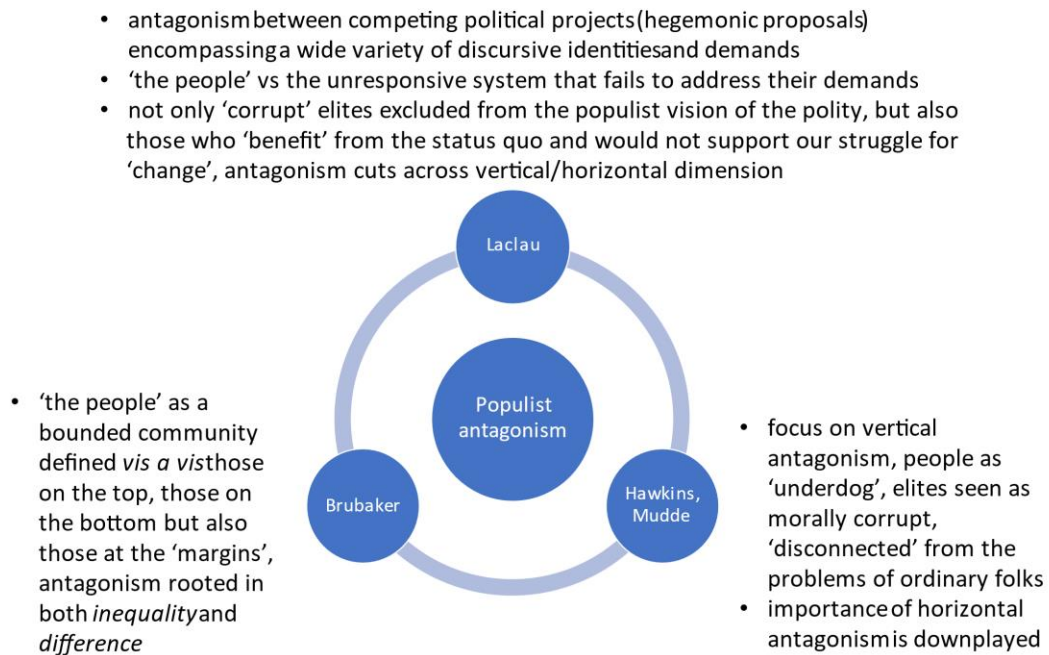 • antagonism between competing political projects (hegemonic proposals)
encompassing a wide variety of discursive identities and demands
• ‘the people’ vs the unresponsive system that fails to address their demands
• not only ‘corrupt’ elites excluded from the populist vision of the polity, but also
those who ‘benefit’ from the status quo and would not support our struggle for
‘change’, antagonism cuts across vertical/horizontal dimension
Laclau
Populist
antagonism
Brubaker
Hawkins,
Mudde
• ‘the people’ as a
bounded community
defined vis a vis those
on the top, those on
the bottom but also
those at the ‘margins’,
antagonism rooted in
both inequality and
difference
• focus on vertical
antagonism, people as
‘underdog’, elites seen as
morally corrupt,
‘disconnected’ from the
problems of ordinary folks
• importance of horizontal
antagonism is downplayed